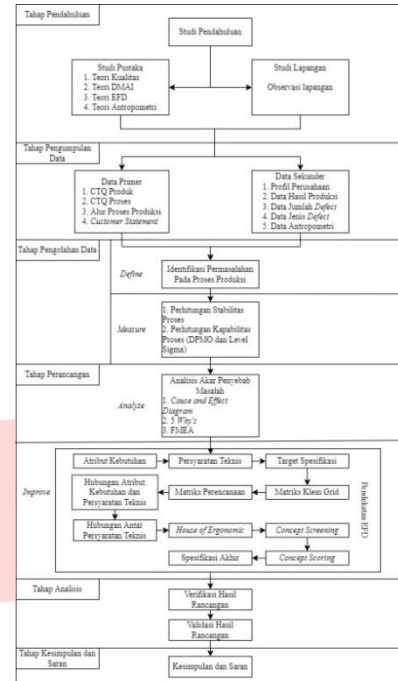 Tahap Pendahuluan
Studi Pendahuluan
Studi Pustaka
1. Teori Kualitas
2. Teori DMAI
3. Teori EFD
4. Teori Antropometri
Studi Lapangan
Observasi lapangan
Tahap Pengumpulan
Data
Data Primer
1. CTQ Produk
2. CTQ Proses
3. Alur Proses Produksi
4. Customer Statement
Data Sekunder
1. Profil Perusahaan
2. Data Hasil Produksi
3. Data Jumlah Defect
4. Data Jenis Defect
5. Data Antropometri
Tahap Pengolahan Data
Define
Identifikasi Permasalahan
Pada Proses Produksi
Measure
1. Perhitungan Stabilitas
Proses
2. Perhitungan Kapabilitas
Proses (DPMO dan Level
Sigma)
Tahap Perancangan
Analyze
Analisis Akar Penyebab
Masalah
1. Cause and Effect
Diagram
2. 5 Why's
3. FMEA
Improve
Atribut Kebutuhan
Persyaratan Teknis
Target Spesifikasi
Hubungan Atribut
Kebutuhan dan
Persyaratan Teknis
Matriks Perencanaan
Matriks Klein Grid
Hubungan Antar
Persyaratan Teknis
House of Ergonomic
Concept Screening
Spesifikasi Akhir
Concept Scoring
Pendekatan EFD
Tahap Analisis
Verifikasi Hasil
Rancangan
Validasi Hasil
Rancangan
Tahap Kesimpulan dan
Saran
Kesimpulan dan Saran